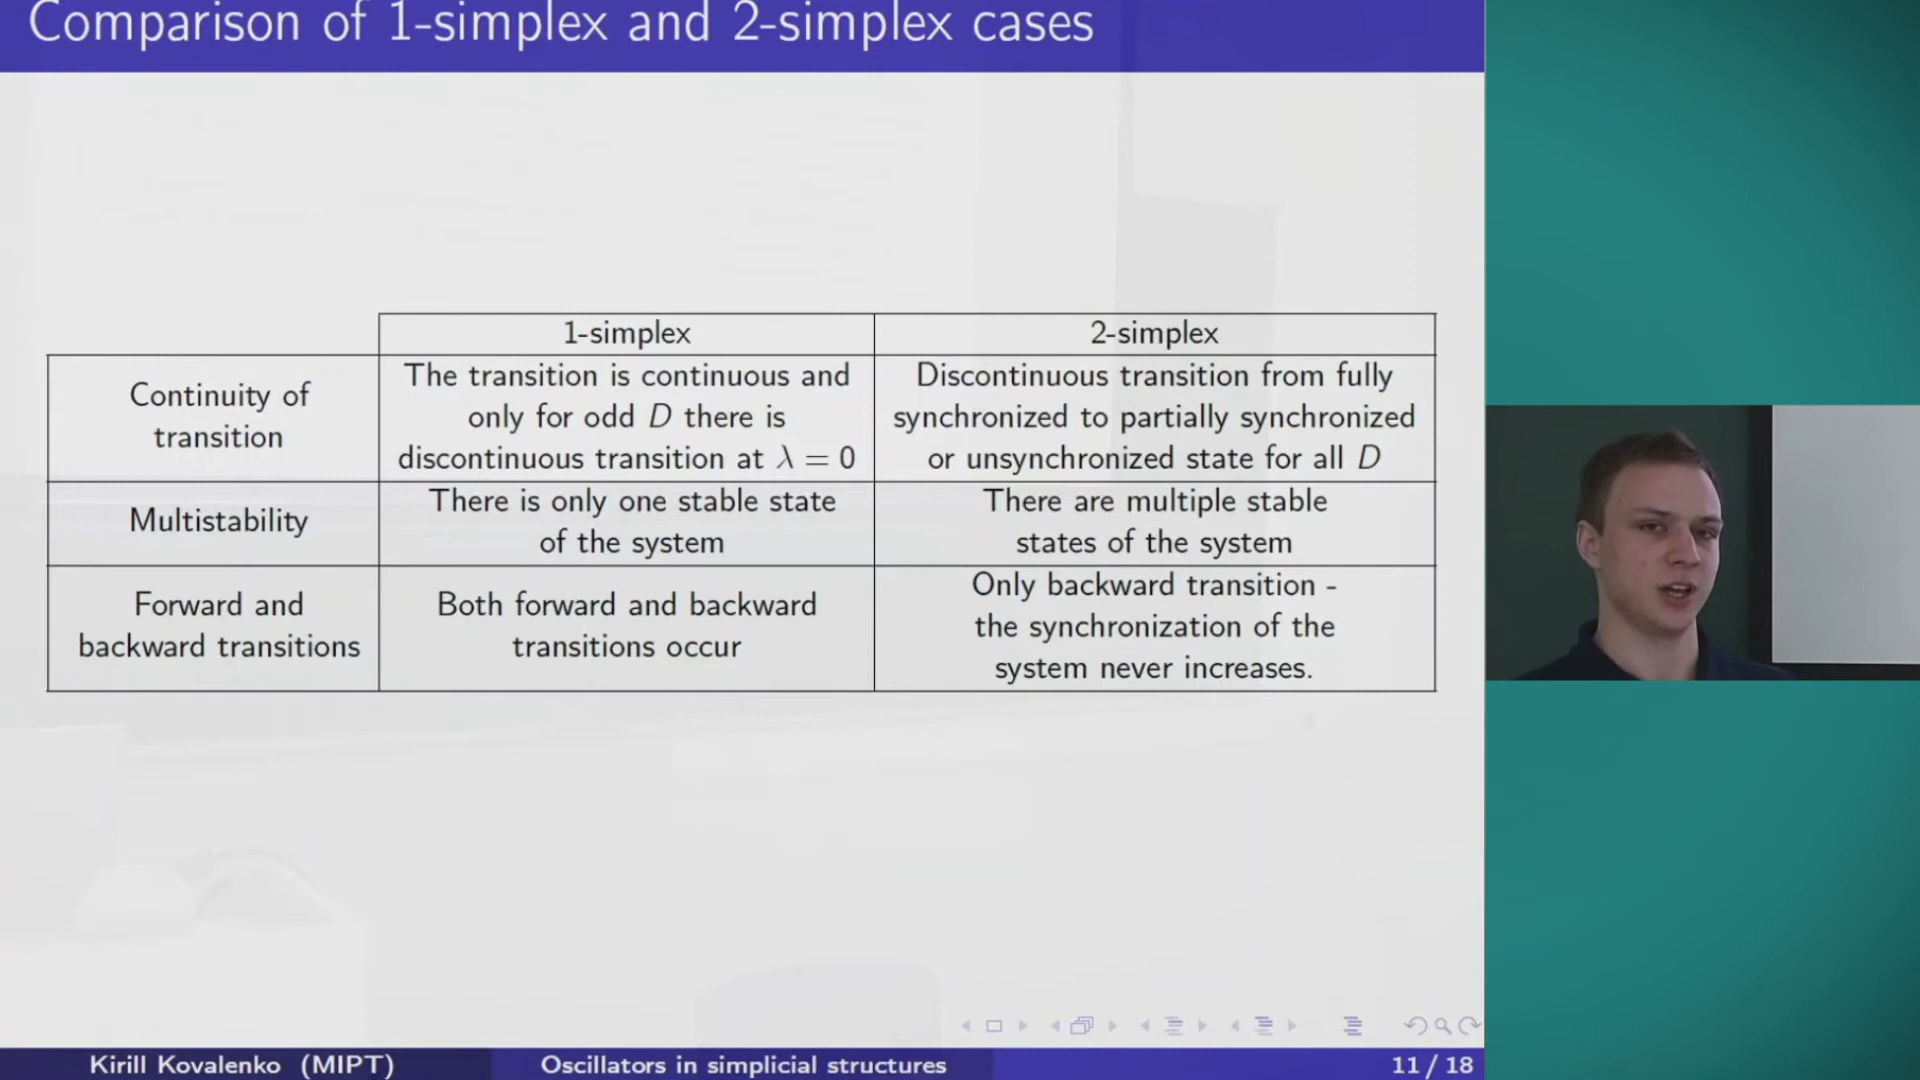 Comparison of 1-simplex and 2-simplex cases
1-simplex
2-simplex
Continuity of
transition
The transition is continuous and
only for odd D there is
discontinuous transition at λ = 0
Discontinuous transition from fully
synchronized to partially synchronized
or unsynchronized state for all D
Multistability
There is only one stable state
of the system
There are multiple stable
states of the system
Forward and
backward transitions
Both forward and backward
transitions occur
Only backward transition -
the synchronization of the
system never increases.
Kirill Kovalenko (MIPT)
Oscillators in simplicial structures
11 / 18